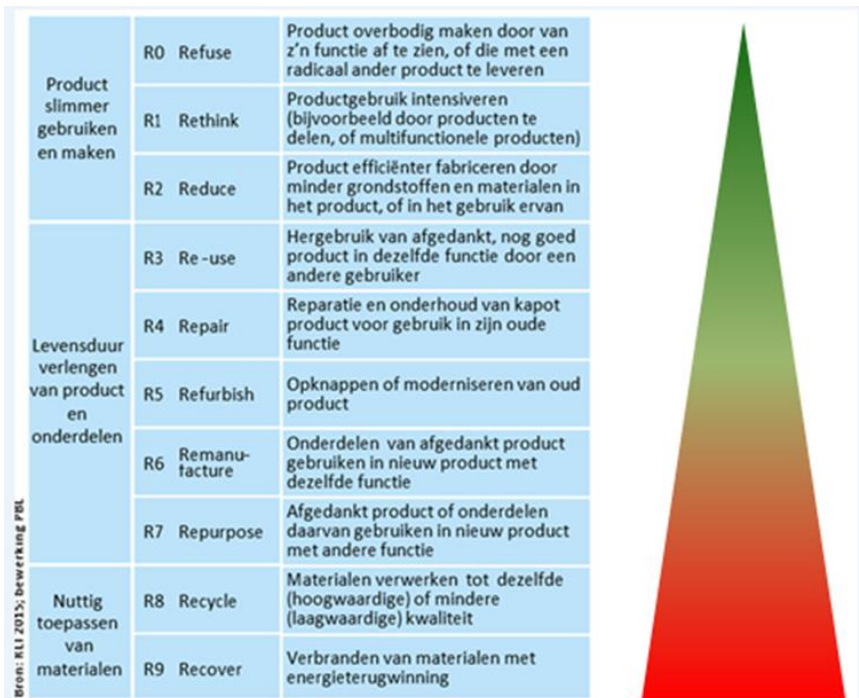 Product
slimmer
gebruiken
en maken
R0 Refuse
Product overbodig maken door van
z'n functie af te zien, of die met een
radicaal ander product te leveren
R1 Rethink
Productgebruik intensiveren
(bijvoorbeeld door producten te
delen, of multifunctionele producten)
R2 Reduce
Product efficiënter fabriceren door
minder grondstoffen en materialen in
het product, of in het gebruik ervan
Levensduur
verlengen
van product
en
onderdelen
R3 Re-use
Hergebruik van afgedankt, nog goed
product in dezelfde functie door een
andere gebruiker
R4 Repair
Reparatie en onderhoud van kapot
product voor gebruik in zijn oude
functie
R5 Refurbish
Opknappen of moderniseren van oud
product
R6 Remanu-
facture
Onderdelen van afgedankt product
gebruiken in nieuw product met
dezelfde functie
R7 Repurpose
Afgedankt product of onderdelen
daarvan gebruiken in nieuw product
met andere functie
Nuttig
toepassen
van
materialen
R8 Recycle
Materialen verwerken tot dezelfde
(hoogwaardige) of mindere
(laagwaardige) kwaliteit
R9 Recover
Verbranden van materialen met
energieterugwinning
Bron: KLI 2015; bewerking PBL